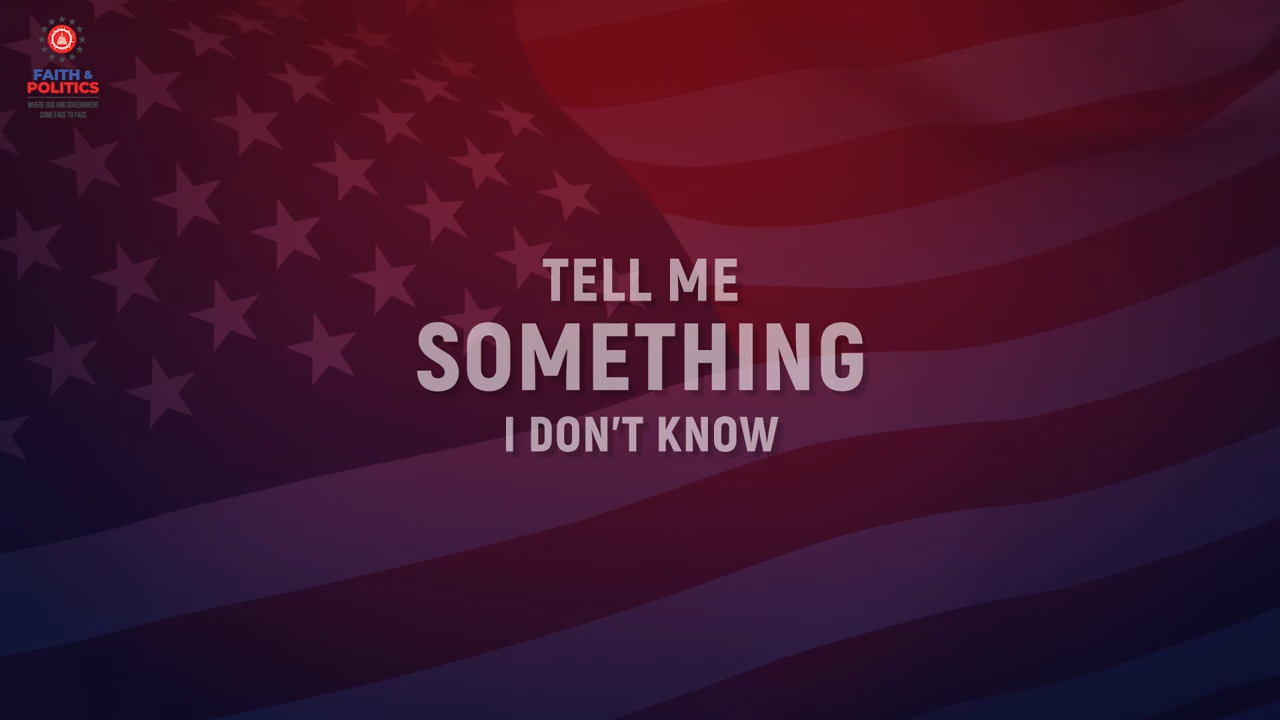 FAITH &
POLITICS
WHERE GOD AND GOVERNMENT
COME FACE TO FACE
TELL ME
SOMETHING
I DON'T KNOW